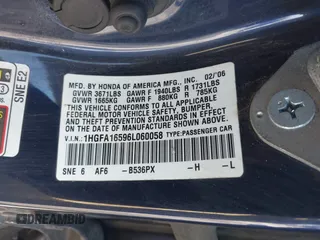 SNE E2
MFD. BY HONDA OF AMERICA MFG., INC. 02/06
GVWR 3671LBS GAWR F 1940LBS R 1731LBS
GVWR 1665KG GAWR F 880KG R 785KG
THIS VEHICLE CONFORMS TO ALL APPLICABLE
FEDERAL MOTOR VEHICLE SAFETY, BUMPER,
AND THEFT PREVENTION STANDARDS IN EFFECT
ON THE DATE OF MANUFACTURE SHOWN ABOVE.
V.I.N.: 1HGFA16596L060058 TYPE:PASSENGER CAR
SNE 6 AF6 -B536PX -H -L
DREAMBID